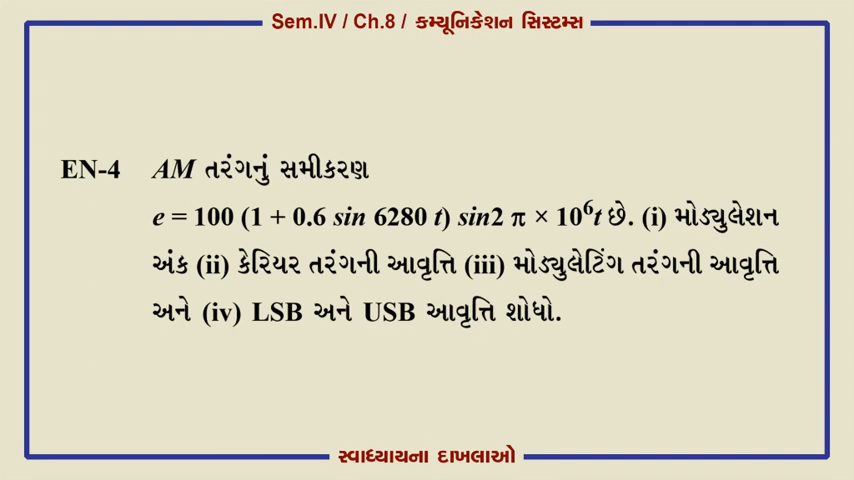 Sem.IV / Ch.8 / કમ્યૂનિકેશન સિસ્ટમ્સ
EN-4 AM તરંગનું સમીકરણ
e = 100 (1 + 0.6 sin 6280 t) sin2 π × 10⁶t છે. (i) મોડ્યુલેશન
અંક (ii) કેરિયર તરંગની આવૃત્તિ (iii) મોડ્યુલેટિંગ તરંગની આવૃત્તિ
અને (iv) LSB અને USB આવૃત્તિ શોધો.
સ્વાધ્યાયના દાખલાઓ